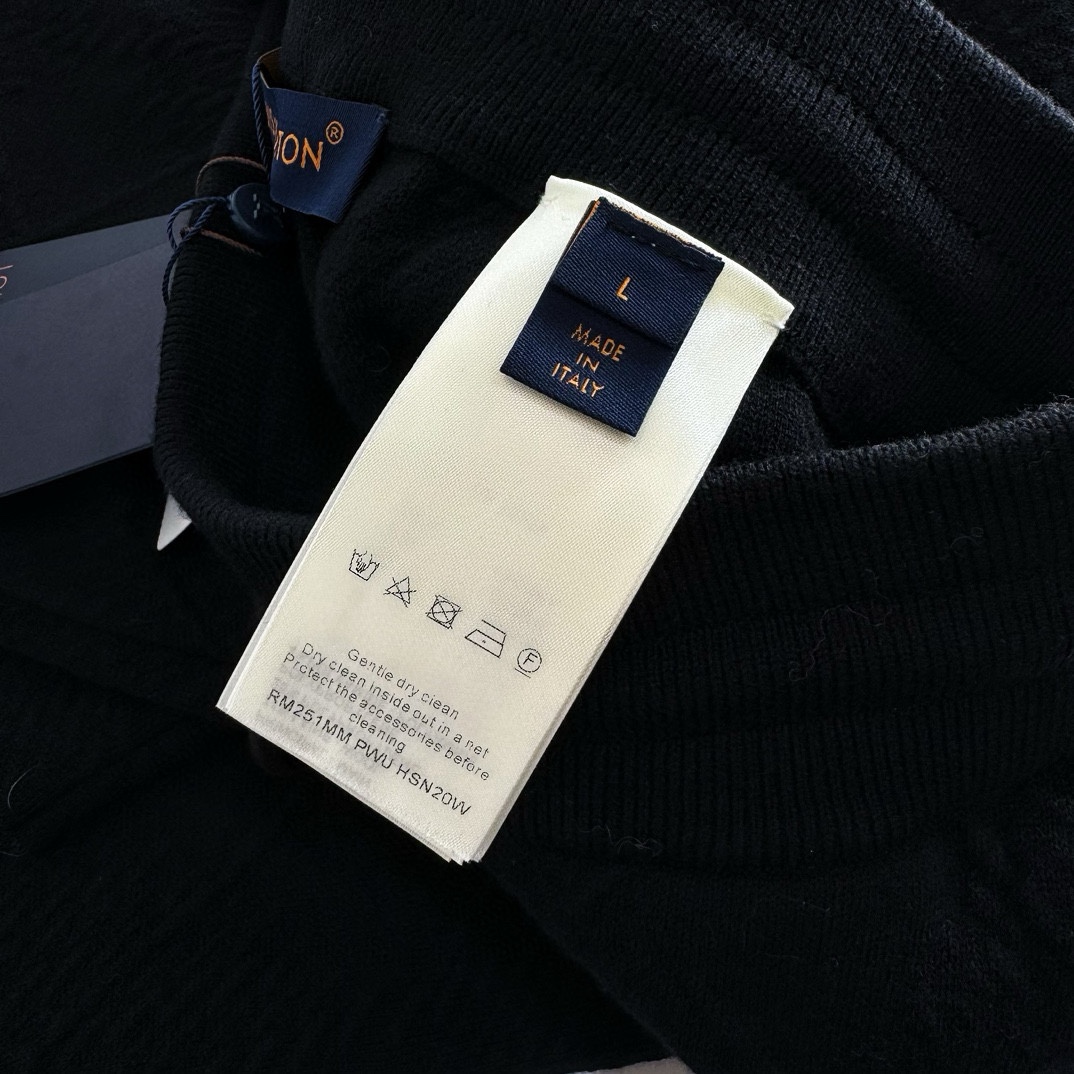 TON®
L
MADE
IN
ITALY
F
Gentle dry clean
Dry clean inside out in a net
Protect the accessories before
cleaning
RM251MM PWU HSN20W